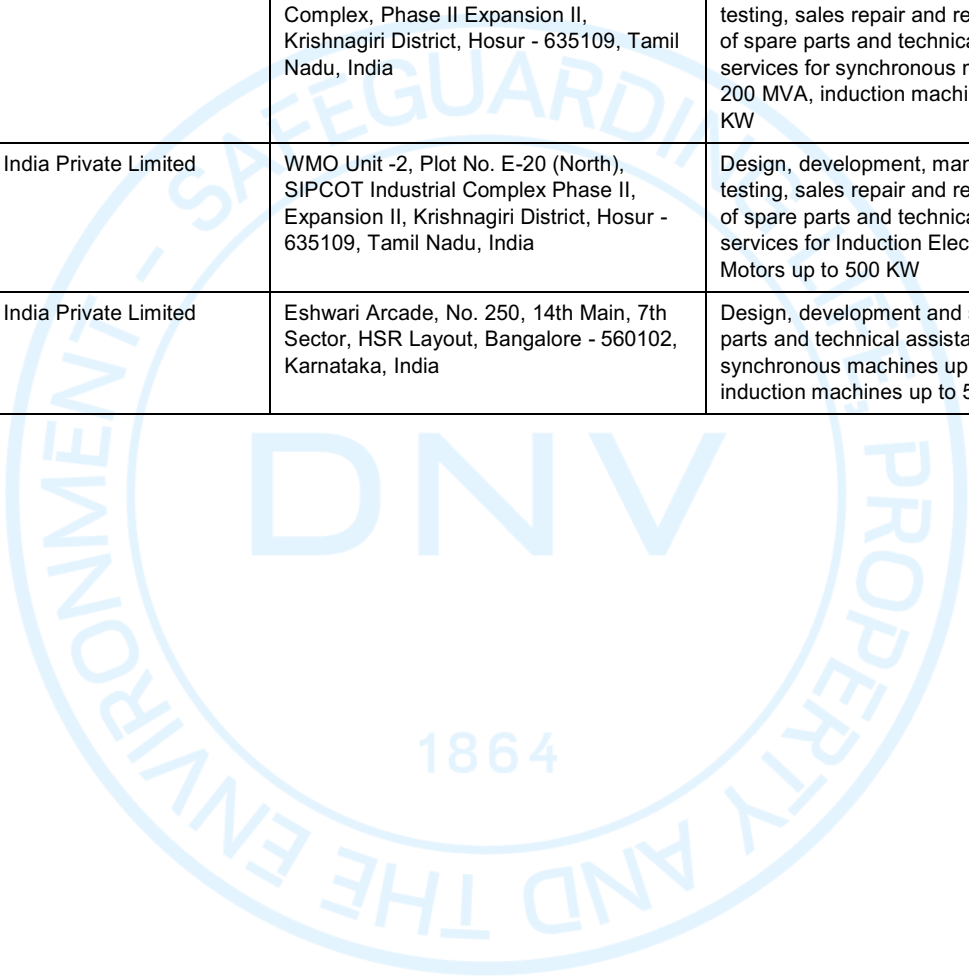 Complex, Phase II Expansion II,
Krishnagiri District, Hosur - 635109, Tamil
Nadu, India
testing, sales repair and re
of spare parts and technica
services for synchronous
200 MVA, induction machi
KW
India Private Limited
WMO Unit -2, Plot No. E-20 (North),
SIPCOT Industrial Complex Phase II,
Expansion II, Krishnagiri District, Hosur -
635109, Tamil Nadu, India
Design, development, man
testing, sales repair and re
of spare parts and technica
services for Induction Elec
Motors up to 500 KW
India Private Limited
Eshwari Arcade, No. 250, 14th Main, 7th
Sector, HSR Layout, Bangalore - 560102,
Karnataka, India
Design, development and
parts and technical assista
synchronous machines up
induction machines up to 5
SAFEGUARDING LIFE, PROPERTY AND THE ENVIRONMENT -
DNV
1864